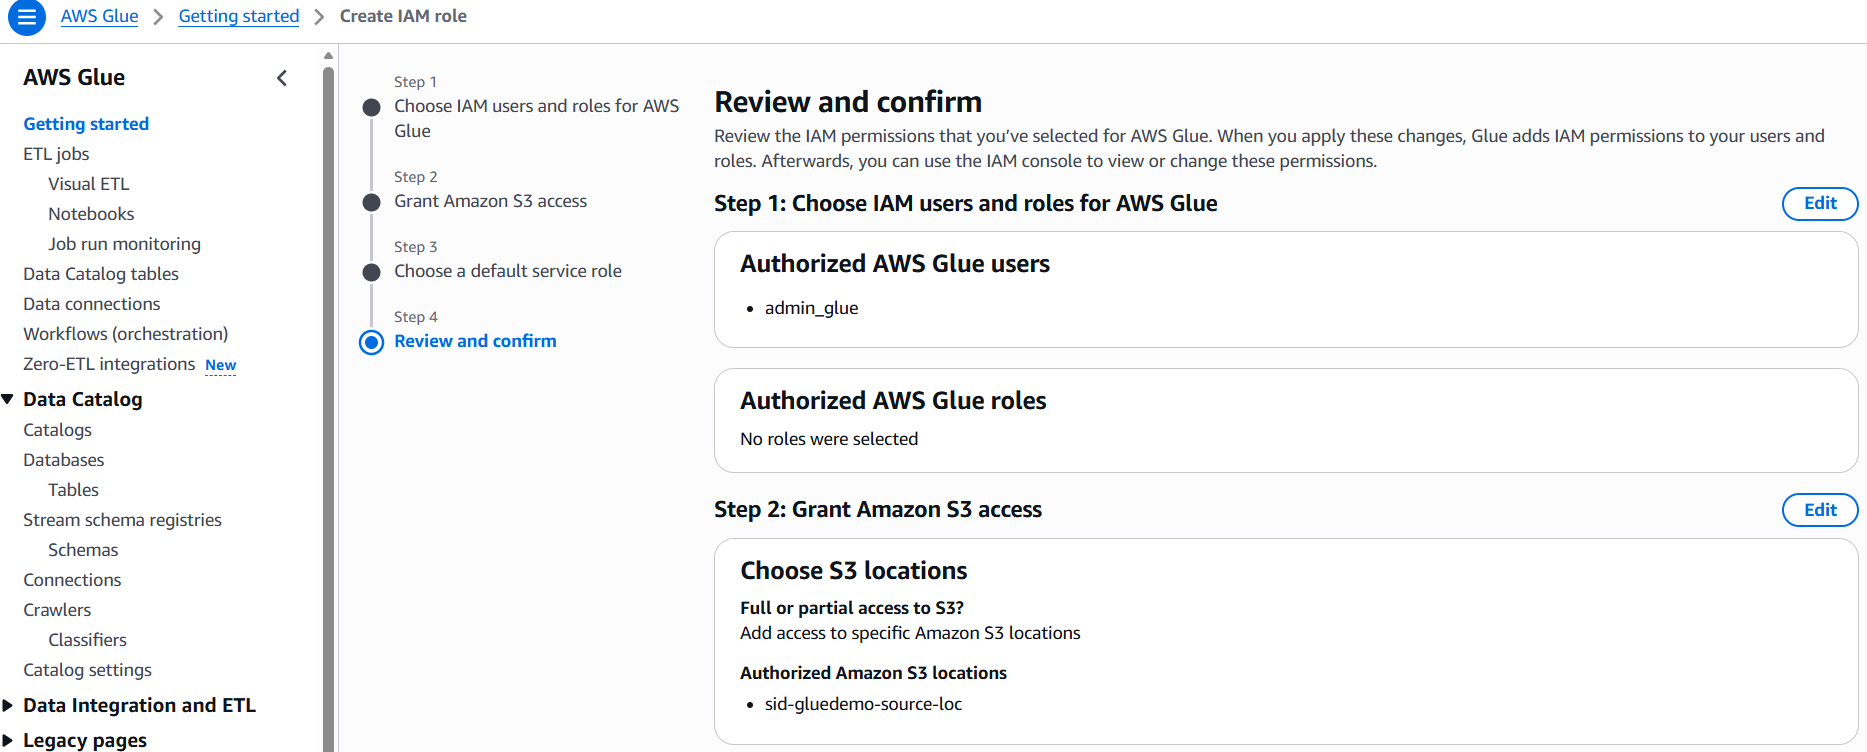 AWS Glue > Getting started > Create IAM role
AWS Glue
Getting started
ETL jobs
Visual ETL
Notebooks
Job run monitoring
Data Catalog tables
Data connections
Workflows (orchestration)
Zero-ETL integrations New
Data Catalog
Catalogs
Databases
Tables
Stream schema registries
Schemas
Connections
Crawlers
Classifiers
Catalog settings
Data Integration and ETL
Legacy pages
Step 1
Choose IAM users and roles for AWS
Glue
Step 2
Grant Amazon S3 access
Step 3
Choose a default service role
Step 4
Review and confirm
Review and confirm
Review the IAM permissions that you’ve selected for AWS Glue. When you apply these changes, Glue adds IAM permissions to your users and
roles. Afterwards, you can use the IAM console to view or change these permissions.
Step 1: Choose IAM users and roles for AWS Glue
Edit
Authorized AWS Glue users
• admin_glue
Authorized AWS Glue roles
No roles were selected
Step 2: Grant Amazon S3 access
Edit
Choose S3 locations
Full or partial access to S3?
Add access to specific Amazon S3 locations
Authorized Amazon S3 locations
• sid-gluedemo-source-loc